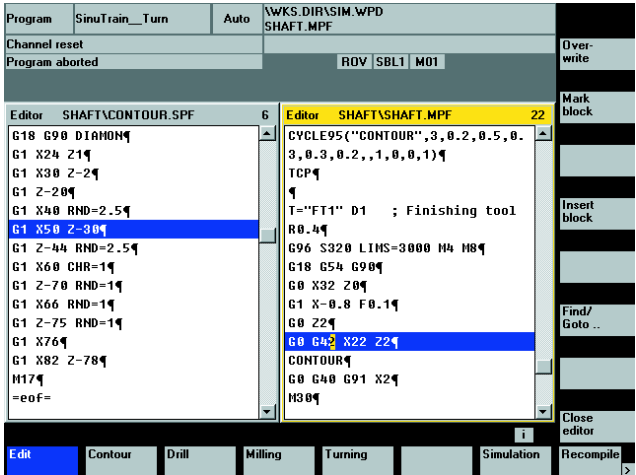 Program SinuTrain__Turn Auto \WKS.DIR\SIM.WPD
SHAFT.MPF
Channel reset
Program aborted ROV SBL1 M01
Over-
write
Mark
block
Insert
block
Find/
Goto ..
Close
editor
Editor SHAFT\CONTOUR.SPF 6
G18 G90 DIAMON¶
G1 X24 Z1¶
G1 X30 Z-2¶
G1 Z-20¶
G1 X40 RND=2.5¶
G1 X50 Z-30¶
G1 Z-44 RND=2.5¶
G1 X60 CHR=1¶
G1 Z-70 RND=1¶
G1 X66 RND=1¶
G1 Z-75 RND=1¶
G1 X76¶
G1 X82 Z-78¶
M17¶
=eof=
Editor SHAFT\SHAFT.MPF 22
CYCLE95("CONTOUR",3,0.2,0.5,0.
3,0.3,0.2,,1,0,0,1)¶
TCP¶
¶
T="FT1" D1 ; Finishing tool
R0.4¶
G96 S320 LIMS=3000 M4 M8¶
G18 G54 G90¶
G0 X32 Z0¶
G1 X-0.8 F0.1¶
G0 Z2¶
G0 G42 X22 Z2¶
CONTOUR¶
G0 G40 G91 X2¶
M30¶
i
Edit Contour Drill Milling Turning Simulation Recompile
>